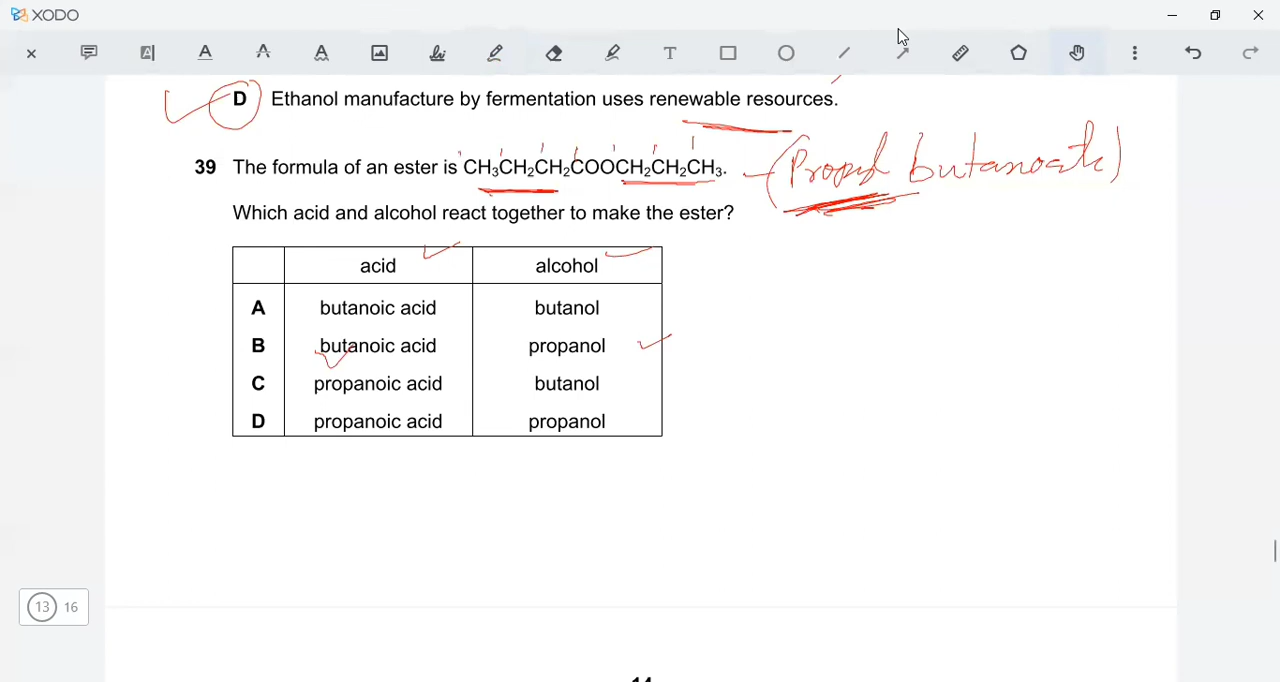 XODO
D Ethanol manufacture by fermentation uses renewable resources.
39 The formula of an ester is CH₃CH₂CH₂COOCH₂CH₂CH₃. (Propyl butanoate)
Which acid and alcohol react together to make the ester?
acid alcohol
A butanoic acid butanol
B butanoic acid propanol
C propanoic acid butanol
D propanoic acid propanol
13 16